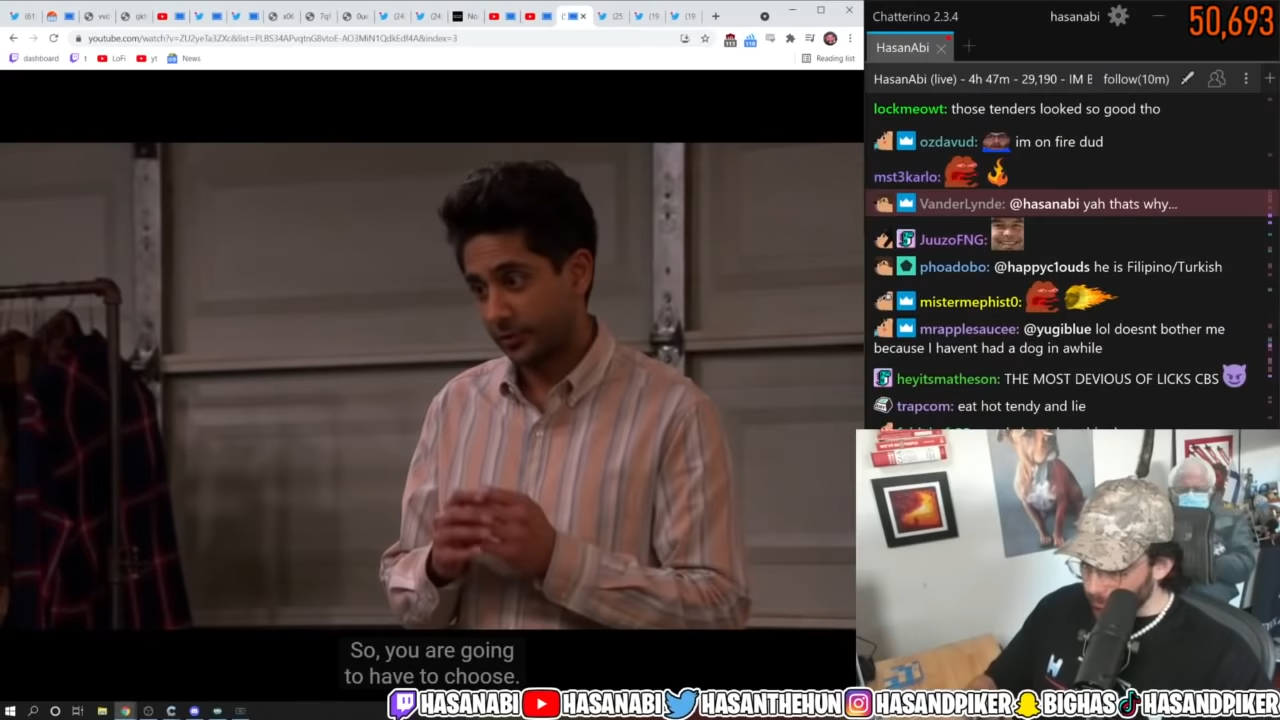 youtube.com/watch?v=ZU2yeTa3ZXc&list=PLBS34APvqtnG8vtoE-AO3MiN1QdkEdf4A&index=3
dashboard
LoFi
yt
News
Reading list
Chatterino 2.3.4
hasanabi
50,693
HasanAbi
HasanAbi (live) - 4h 47m - 29,190 - IM E
follow(10m)
lockmeowt: those tenders looked so good tho
ozdavud: im on fire dud
mst3karlo:
VanderLynde: @hasanabi yah thats why...
JuuzoFNG:
phoadobo: @happyc1ouds he is Filipino/Turkish
mistermephist0:
mrapplesaucee: @yugiblue lol doesnt bother me
because I havent had a dog in awhile
heyitsmatheson: THE MOST DEVIOUS OF LICKS CBS
trapcom: eat hot tendy and lie
So, you are going
to have to choose.
HASANABI HASANABI HASANTHEHUN HASANDPIKER BIGHAS HASANDPIKER